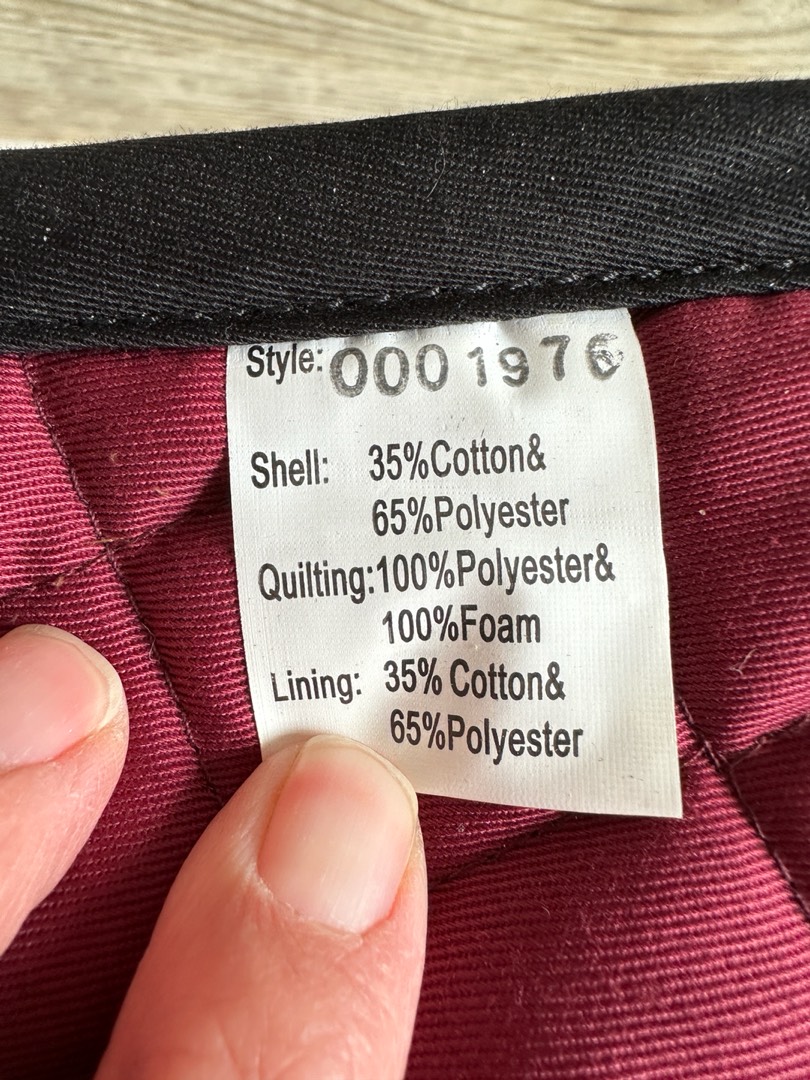 Style: 0001976
Shell: 35%Cotton&
65%Polyester
Quilting:100%Polyester&
100%Foam
Lining: 35% Cotton&
65%Polyester